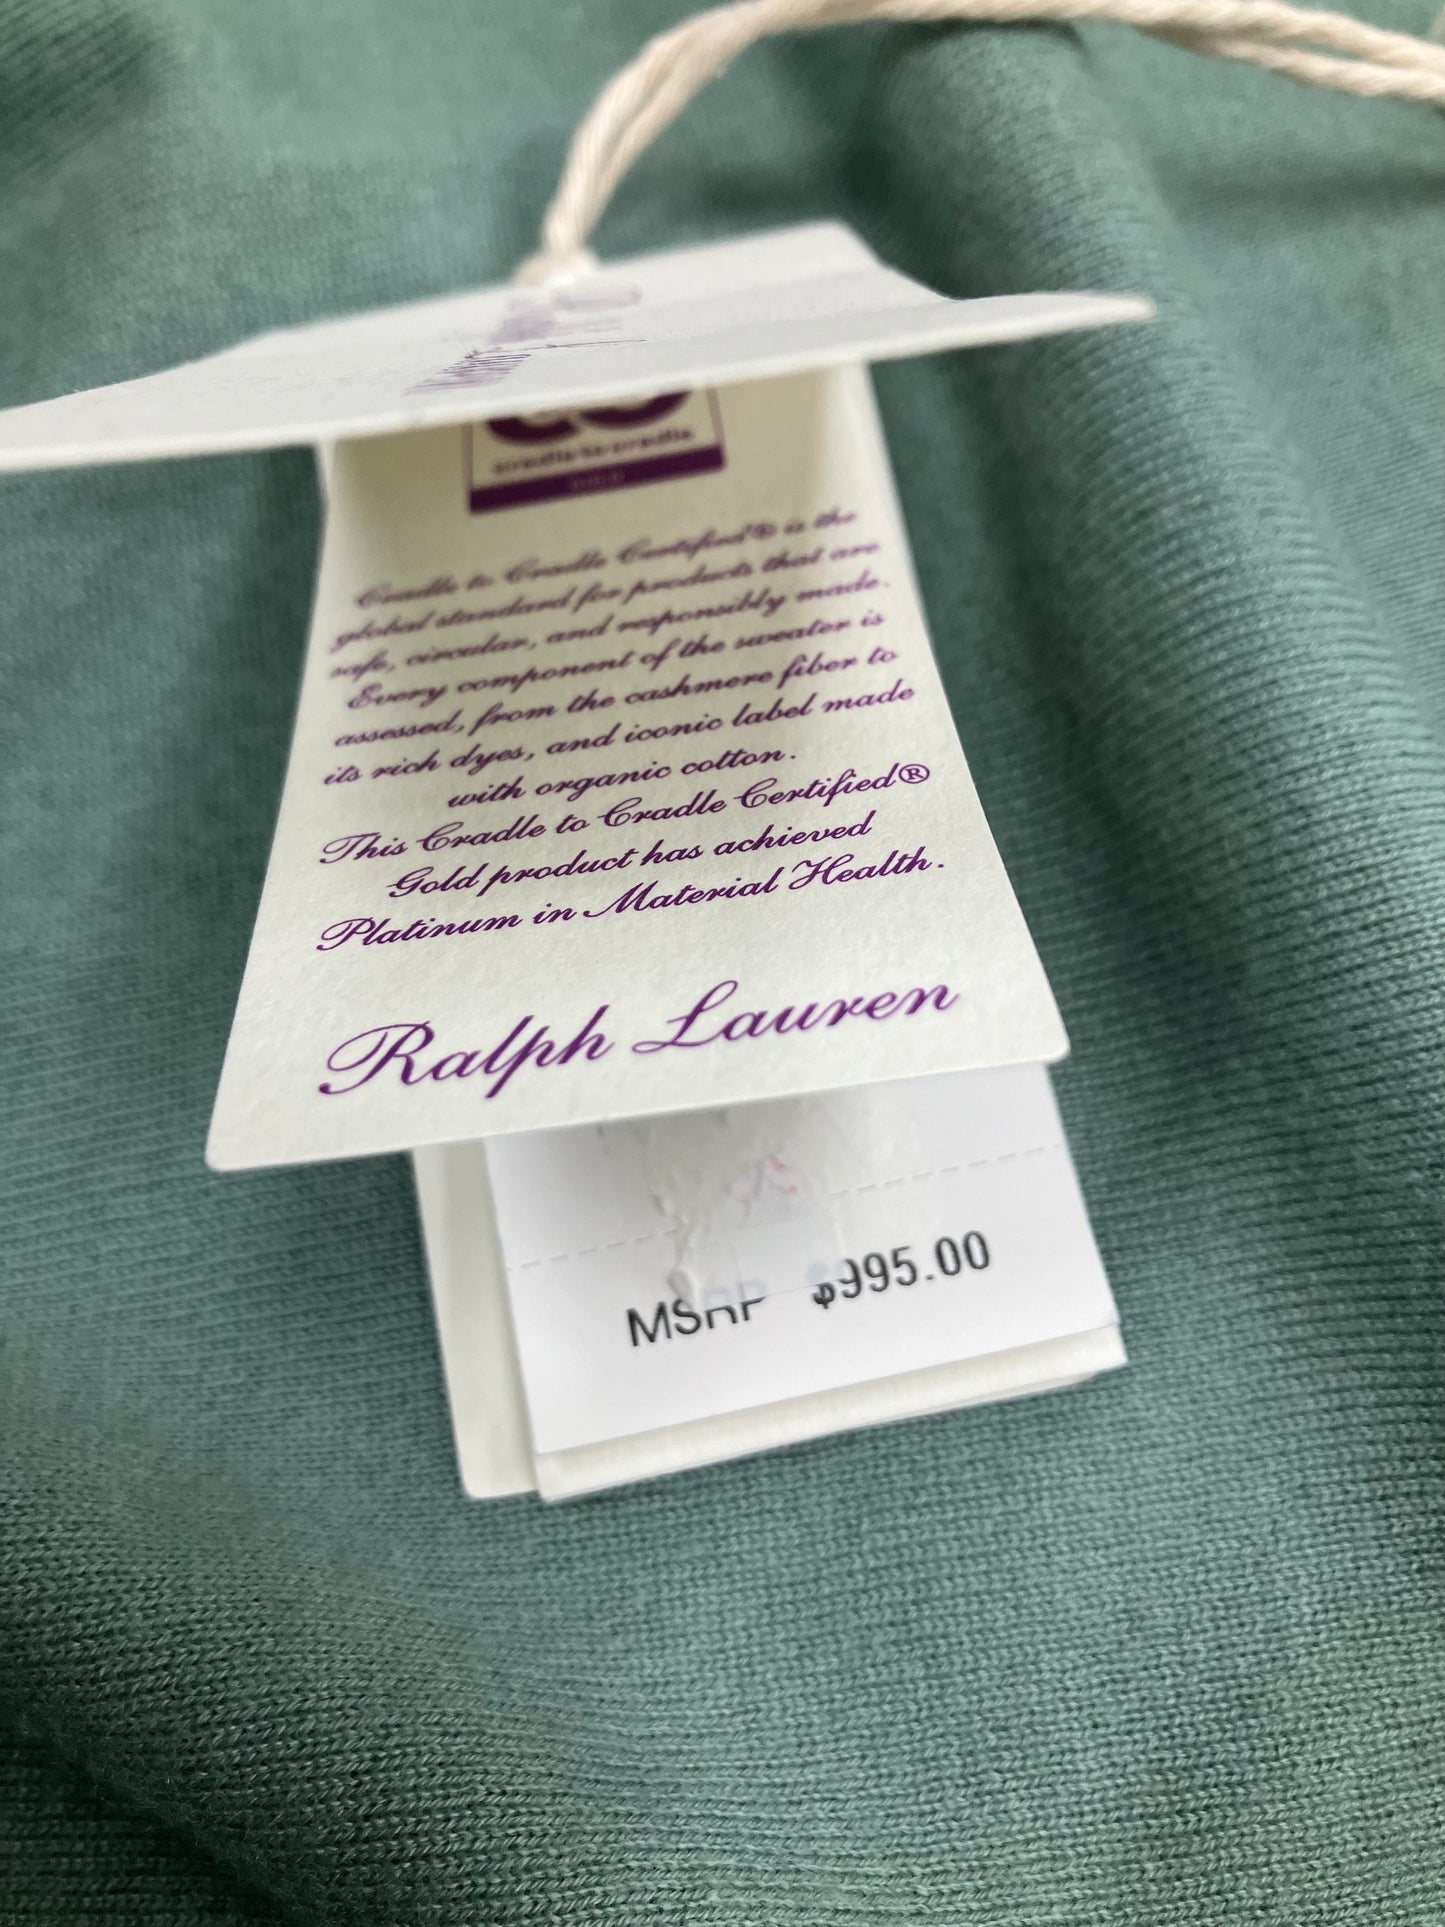 cradle-to-cradle
Cradle to Cradle Certified® is the
global standard for products that are
safe, circular, and responsibly made.
Every component of the sweater is
assessed, from the cashmere fiber to
its rich dyes, and iconic label made
with organic cotton.
This Cradle to Cradle Certified®
Gold product has achieved
Platinum in Material Health.
Ralph Lauren
MSRP $995.00